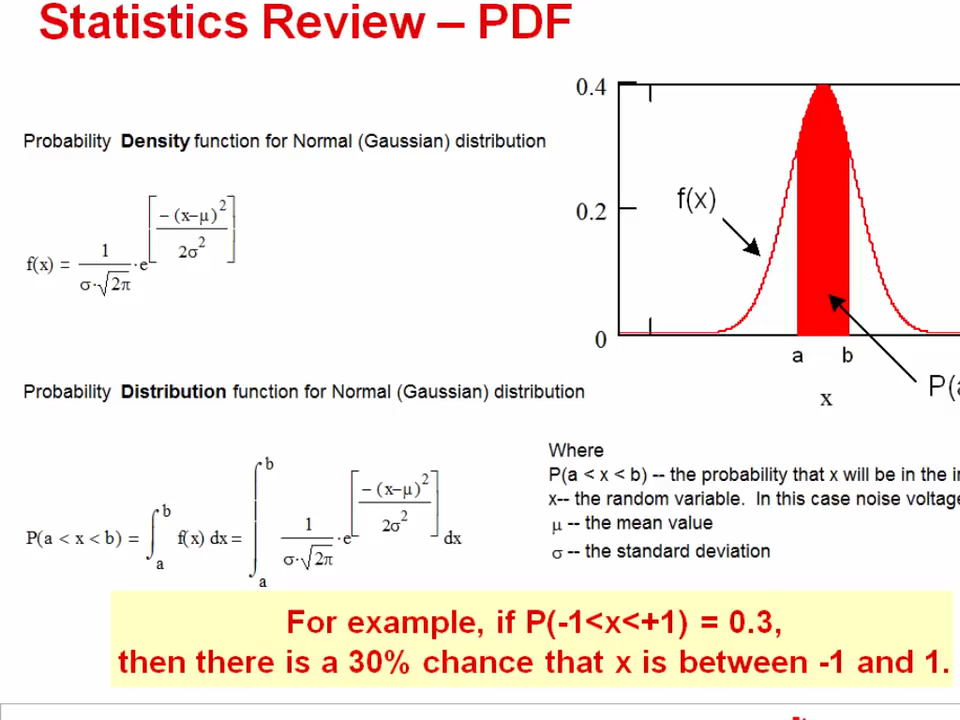 Statistics Review – PDF
Probability Density function for Normal (Gaussian) distribution
f(x) = 1/(σ·√2π) · e^[−(x−μ)²/2σ²]
0.4
0.2
0
f(x)
a b
x
P(a
Probability Distribution function for Normal (Gaussian) distribution
P(a < x < b) = ∫_a^b f(x) dx = ∫_a^b 1/(σ·√2π) · e^[−(x−μ)²/2σ²] dx
Where
P(a < x < b) -- the probability that x will be in the in
x-- the random variable. In this case noise voltage
μ -- the mean value
σ -- the standard deviation
For example, if P(-1<x<+1) = 0.3,
then there is a 30% chance that x is between -1 and 1.